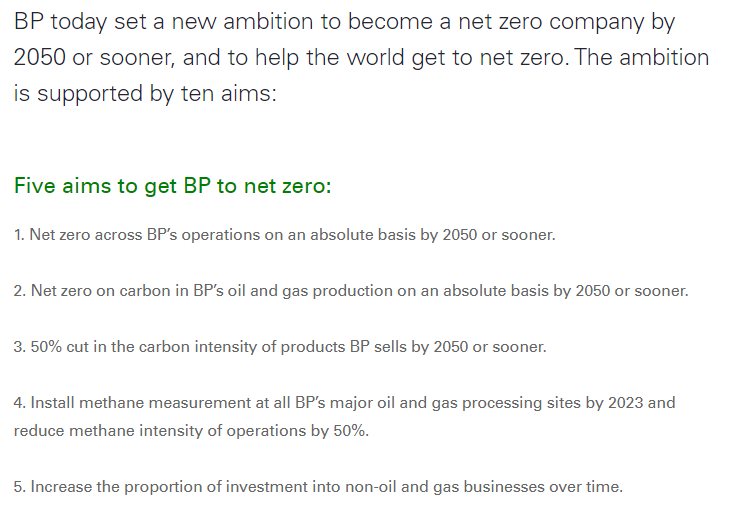 BP today set a new ambition to become a net zero company by
2050 or sooner, and to help the world get to net zero. The ambition
is supported by ten aims:
Five aims to get BP to net zero:
1. Net zero across BP’s operations on an absolute basis by 2050 or sooner.
2. Net zero on carbon in BP’s oil and gas production on an absolute basis by 2050 or sooner.
3. 50% cut in the carbon intensity of products BP sells by 2050 or sooner.
4. Install methane measurement at all BP’s major oil and gas processing sites by 2023 and
reduce methane intensity of operations by 50%.
5. Increase the proportion of investment into non-oil and gas businesses over time.